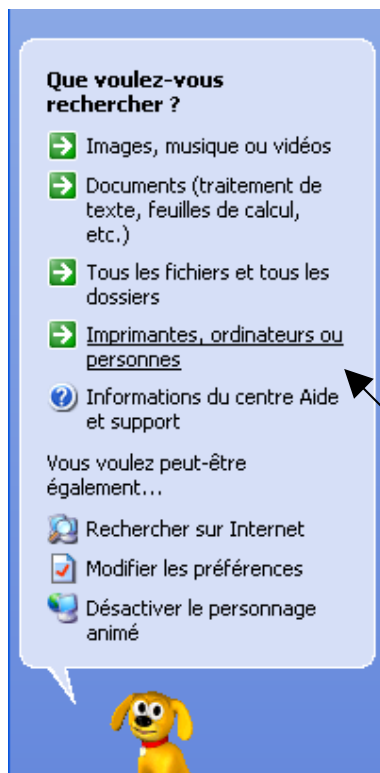 Que voulez-vous
rechercher ?
Images, musique ou vidéos
Documents (traitement de
texte, feuilles de calcul,
etc.)
Tous les fichiers et tous les
dossiers
Imprimantes, ordinateurs ou
personnes
Informations du centre Aide
et support
Vous voulez peut-être
également...
Rechercher sur Internet
Modifier les préférences
Désactiver le personnage
animé